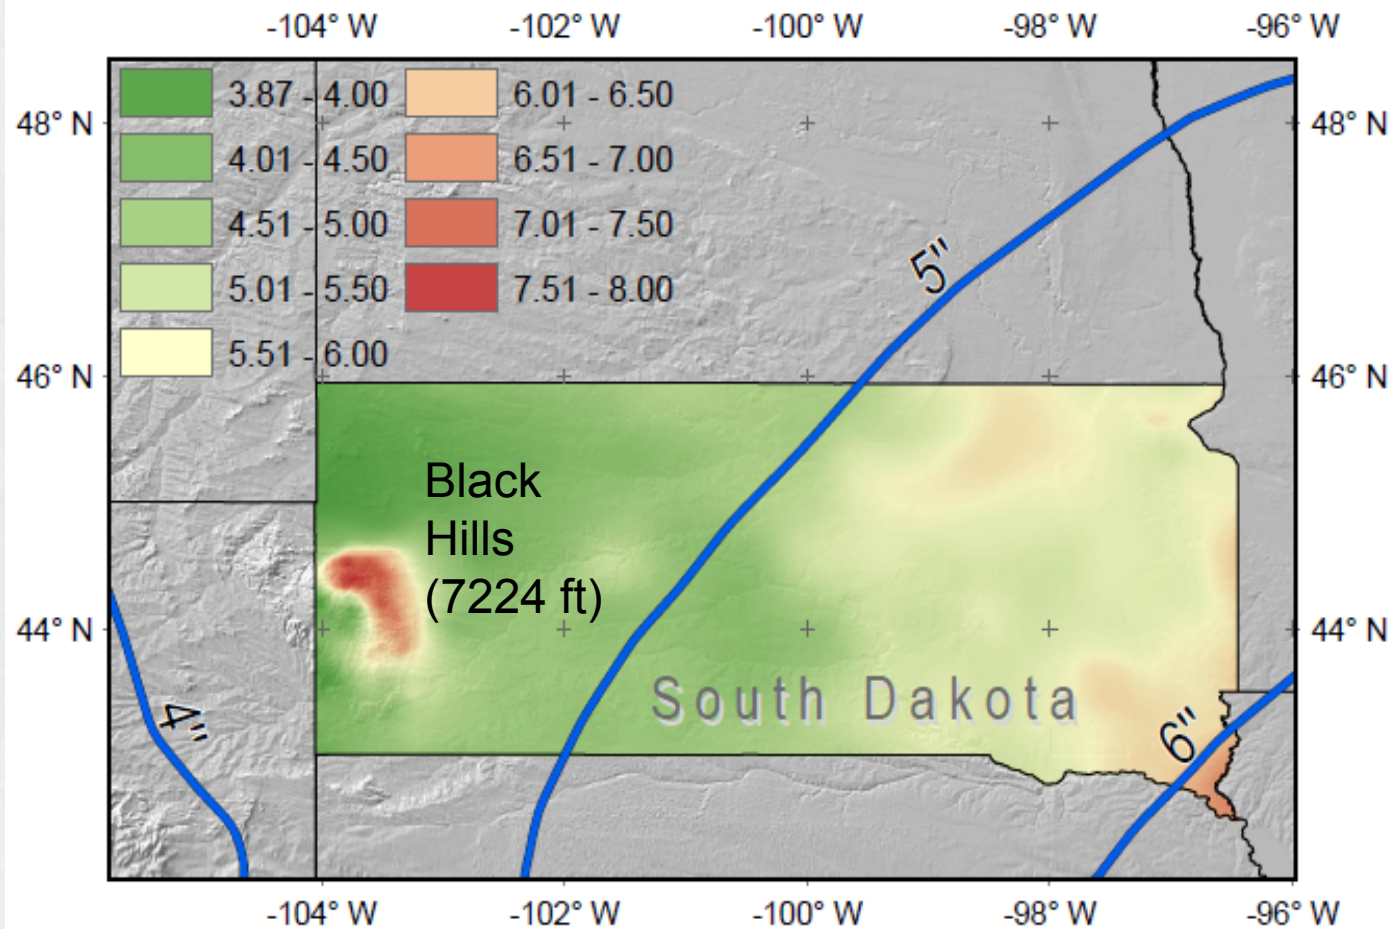 -104° W -102° W -100° W -98° W -96° W
3.87 - 4.00 6.01 - 6.50
48° N 48° N
4.01 - 4.50 6.51 - 7.00
4.51 - 5.00 7.01 - 7.50
5"
5.01 - 5.50 7.51 - 8.00
5.51 - 6.00
46° N 46° N
Black
Hills
(7224 ft)
44° N 44° N
South Dakota
4"
6"
-104° W -102° W -100° W -98° W -96° W